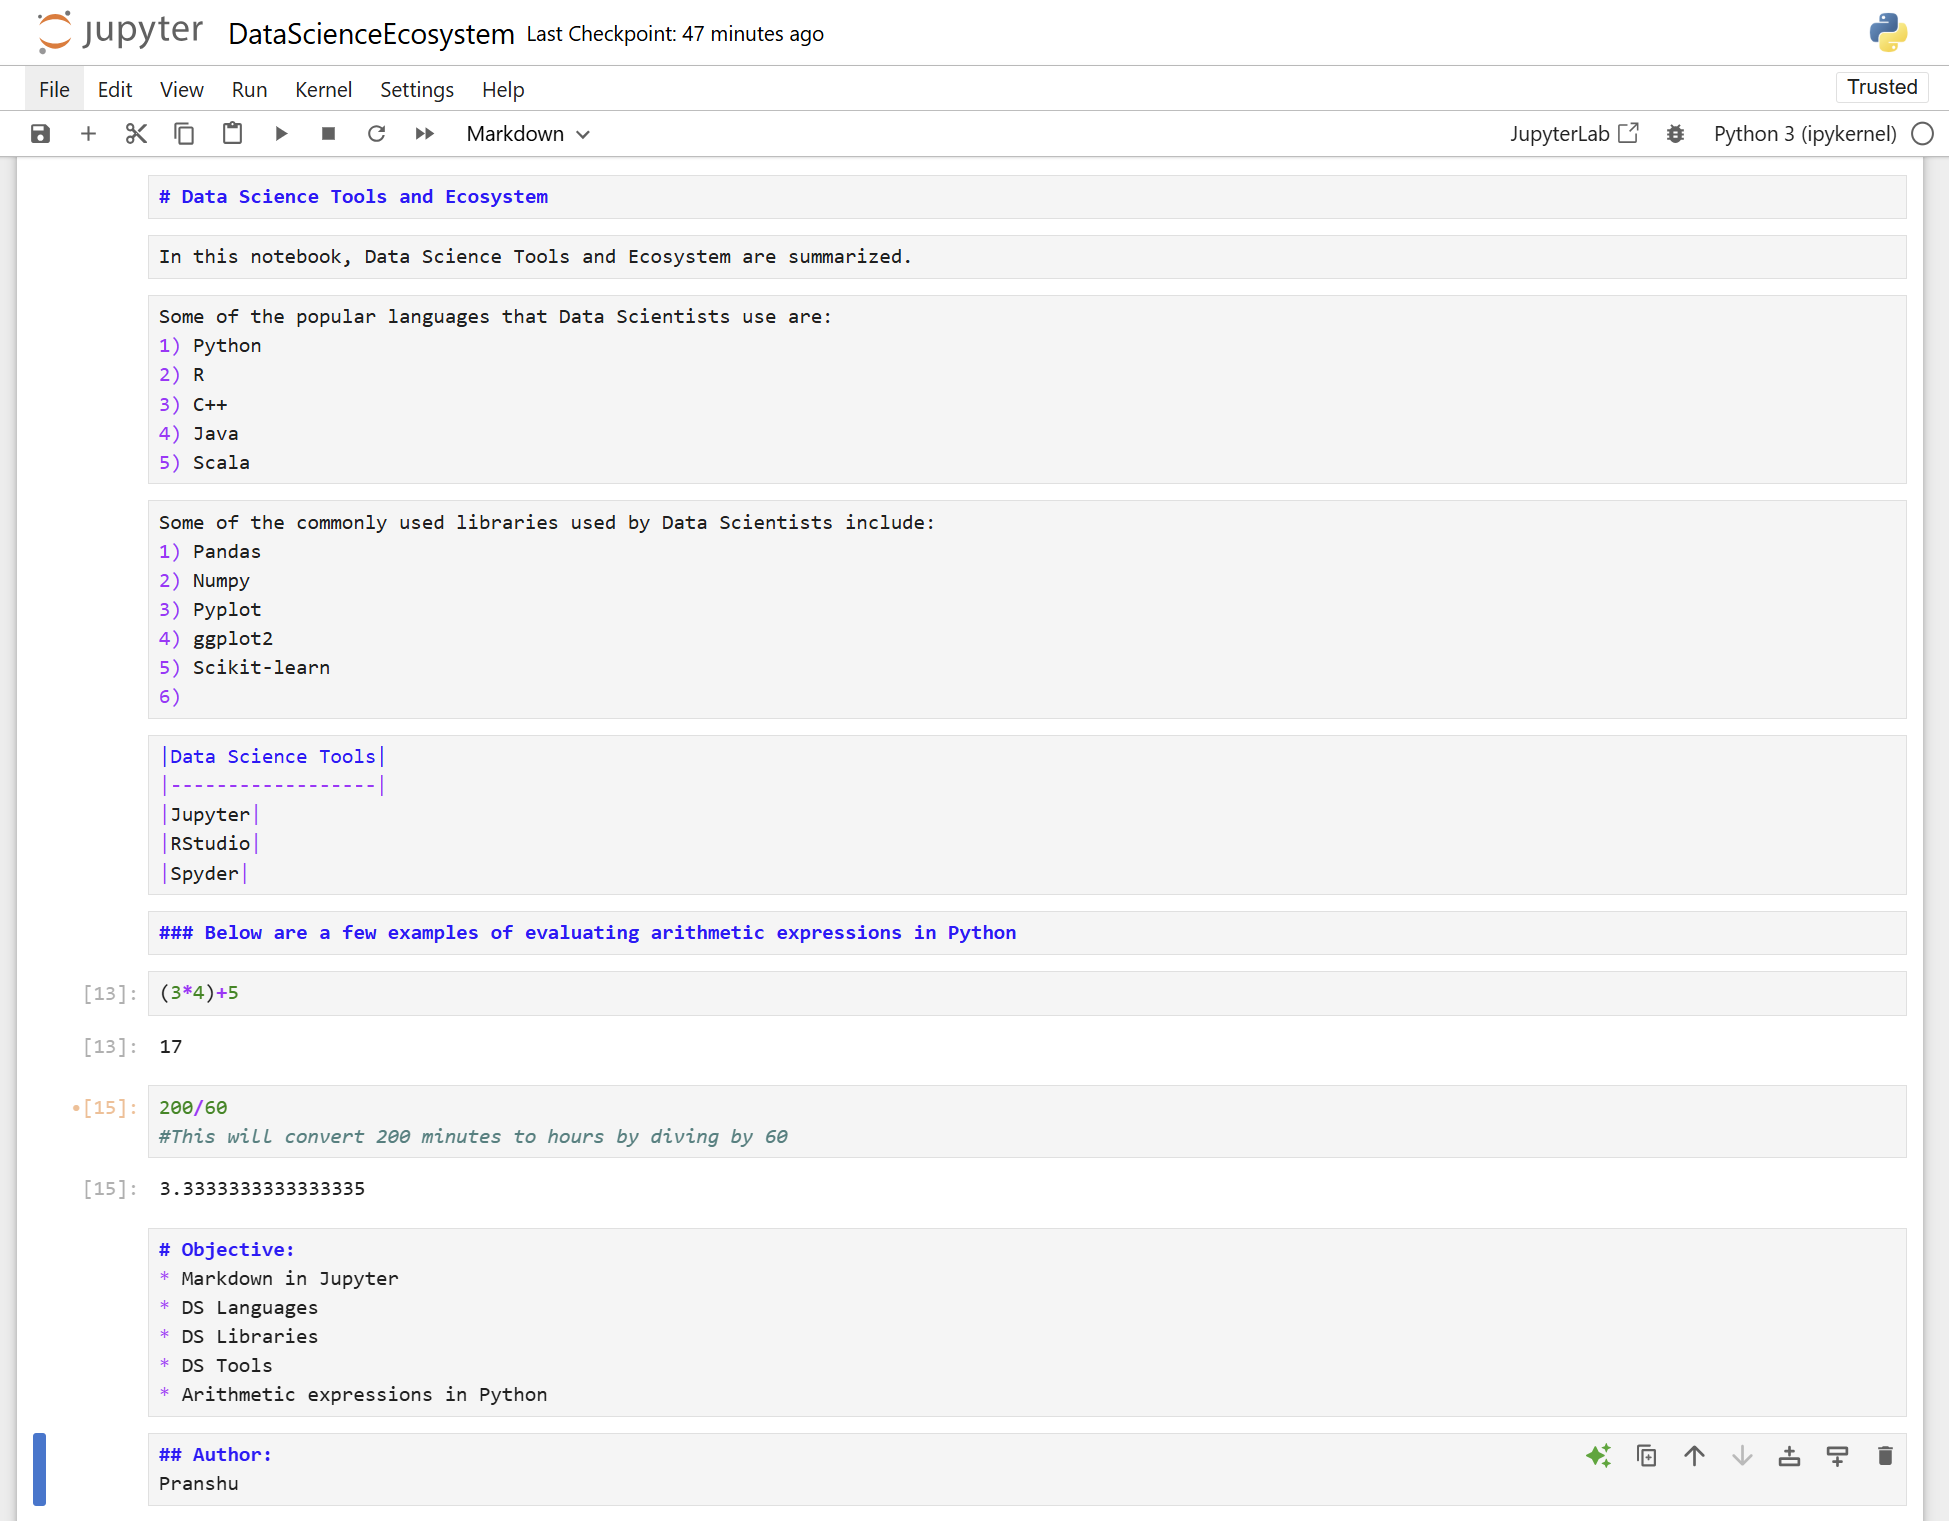 jupyter DataScienceEcosystem Last Checkpoint: 47 minutes ago
File Edit View Run Kernel Settings Help Trusted
Markdown JupyterLab Python 3 (ipykernel)
# Data Science Tools and Ecosystem
In this notebook, Data Science Tools and Ecosystem are summarized.
Some of the popular languages that Data Scientists use are:
1) Python
2) R
3) C++
4) Java
5) Scala
Some of the commonly used libraries used by Data Scientists include:
1) Pandas
2) Numpy
3) Pyplot
4) ggplot2
5) Scikit-learn
6)
|Data Science Tools|
|------------------|
|Jupyter|
|RStudio|
|Spyder|
### Below are a few examples of evaluating arithmetic expressions in Python
[13]: (3*4)+5
[13]: 17
•[15]: 200/60
#This will convert 200 minutes to hours by diving by 60
[15]: 3.3333333333333335
# Objective:
* Markdown in Jupyter
* DS Languages
* DS Libraries
* DS Tools
* Arithmetic expressions in Python
## Author:
Pranshu